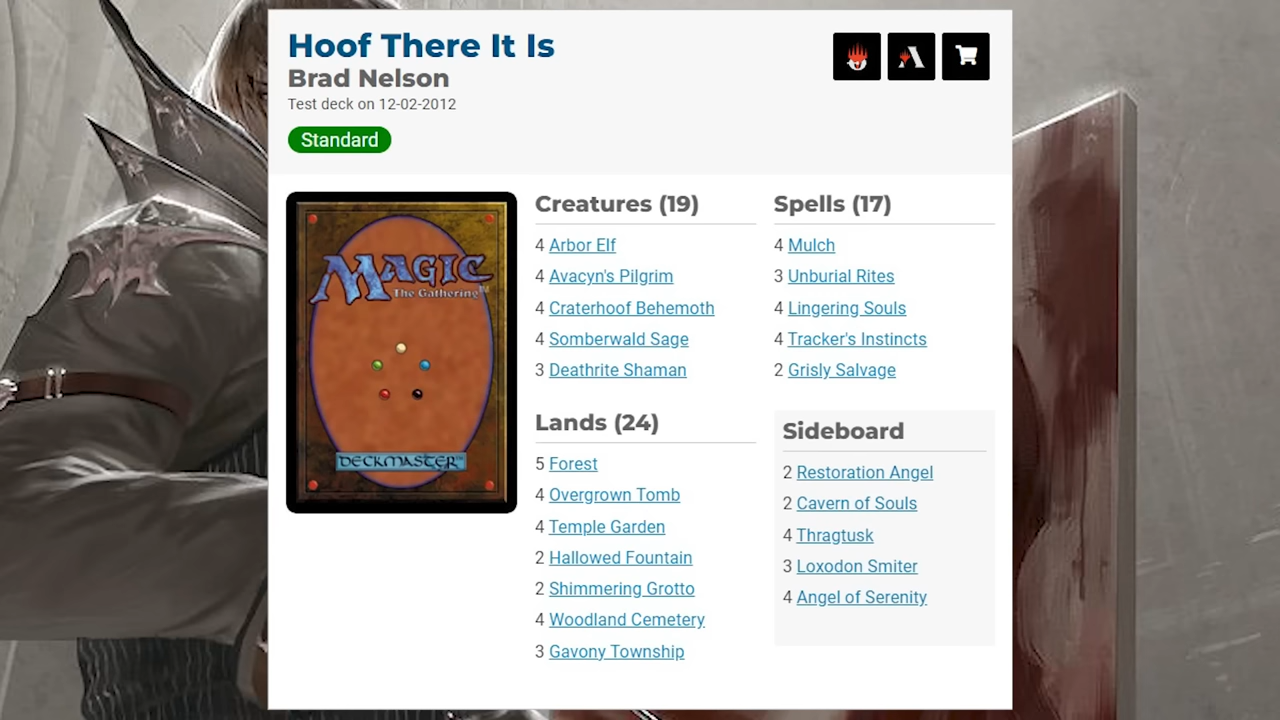 Hoof There It Is
Brad Nelson
Test deck on 12-02-2012
Standard
MAGIC
The Gathering™
DECKMASTER™
Creatures (19)
4 Arbor Elf
4 Avacyn's Pilgrim
4 Craterhoof Behemoth
4 Somberwald Sage
3 Deathrite Shaman
Lands (24)
5 Forest
4 Overgrown Tomb
4 Temple Garden
2 Hallowed Fountain
2 Shimmering Grotto
4 Woodland Cemetery
3 Gavony Township
Spells (17)
4 Mulch
3 Unburial Rites
4 Lingering Souls
4 Tracker's Instincts
2 Grisly Salvage
Sideboard
2 Restoration Angel
2 Cavern of Souls
4 Thragtusk
3 Loxodon Smiter
4 Angel of Serenity